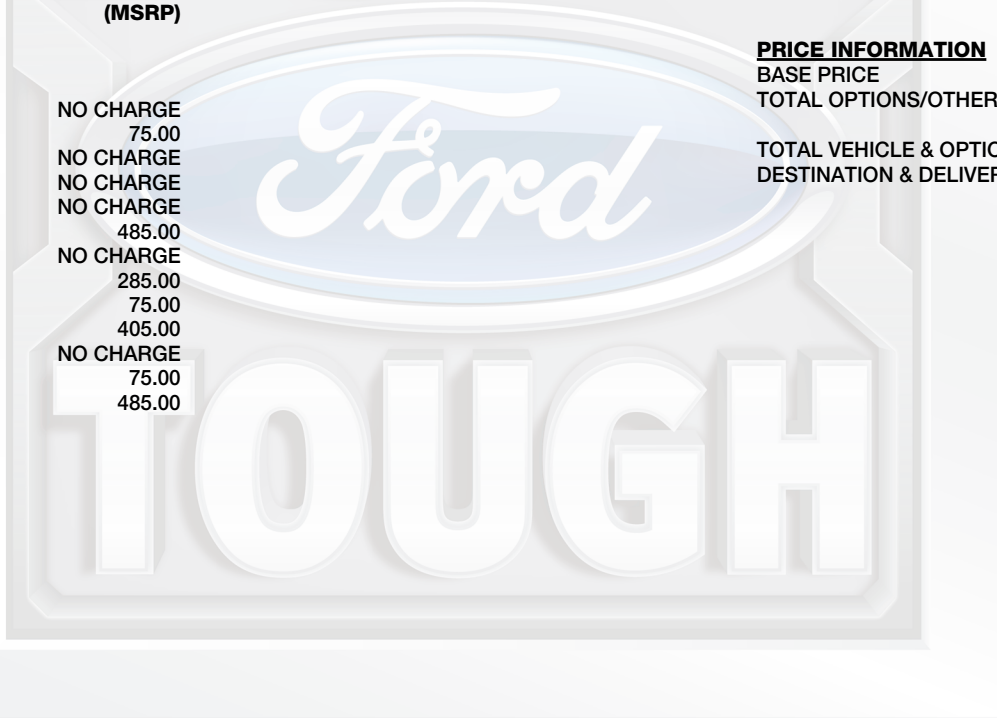 (MSRP)
NO CHARGE
75.00
NO CHARGE
NO CHARGE
NO CHARGE
485.00
NO CHARGE
285.00
75.00
405.00
NO CHARGE
75.00
485.00
PRICE INFORMATION
BASE PRICE
TOTAL OPTIONS/OTHER
TOTAL VEHICLE & OPTIO
DESTINATION & DELIVER
Ford
TOUGH